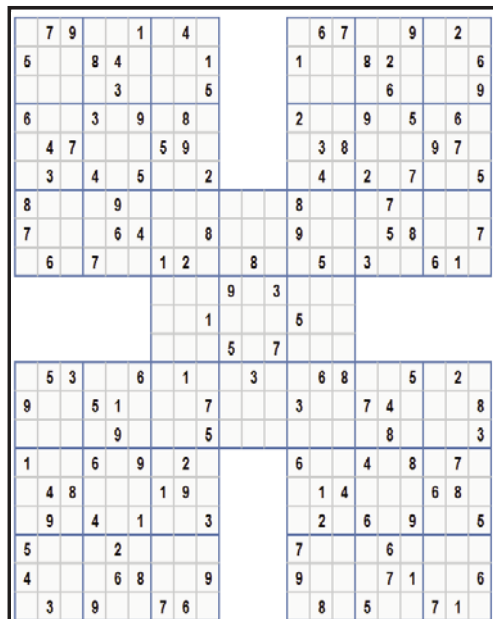 7 9 1 4 6 7 9 2
5 8 4 1 1 8 2 6
3 5 6 9
6 3 9 8 2 9 5 6
4 7 5 9 3 8 9 7
3 4 5 2 4 2 7 5
8 9 8 7
7 6 4 8 9 5 8 7
6 7 1 2 8 5 3 6 1
9 3
1 5
5 7
5 3 6 1 3 6 8 5 2
9 5 1 7 3 7 4 8
9 5 8 3
1 6 9 2 6 4 8 7
4 8 1 9 1 4 6 8
9 4 1 3 2 6 9 5
5 2 7 6
4 6 8 9 9 7 1 6
3 9 7 6 8 5 7 1